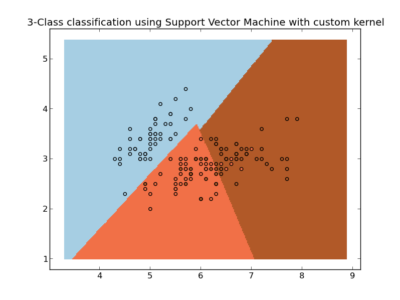 3-Class classification using Support Vector Machine with custom kernel
5
4
3
2
1
4 5 6 7 8 9